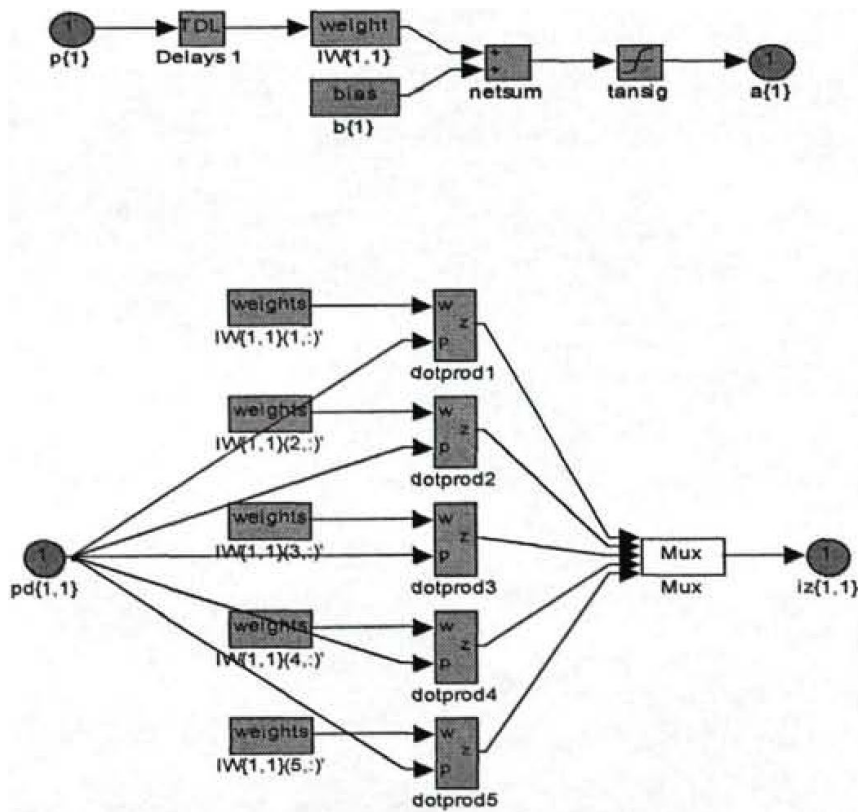 1 TDL weight
p{1} Delays 1 IW{1,1} + + netsum tansig 1 a{1}
bias
b{1}
weights w p z
IW{1,1}(1,:)' dotprod1
weights w p z
IW{1,1}(2,:)' dotprod2
weights w p z
IW{1,1}(3,:)' dotprod3
1 pd{1,1} Mux Mux 1 iz{1,1}
weights w p z
IW{1,1}(4,:)' dotprod4
weights w p z
IW{1,1}(5,:)' dotprod5